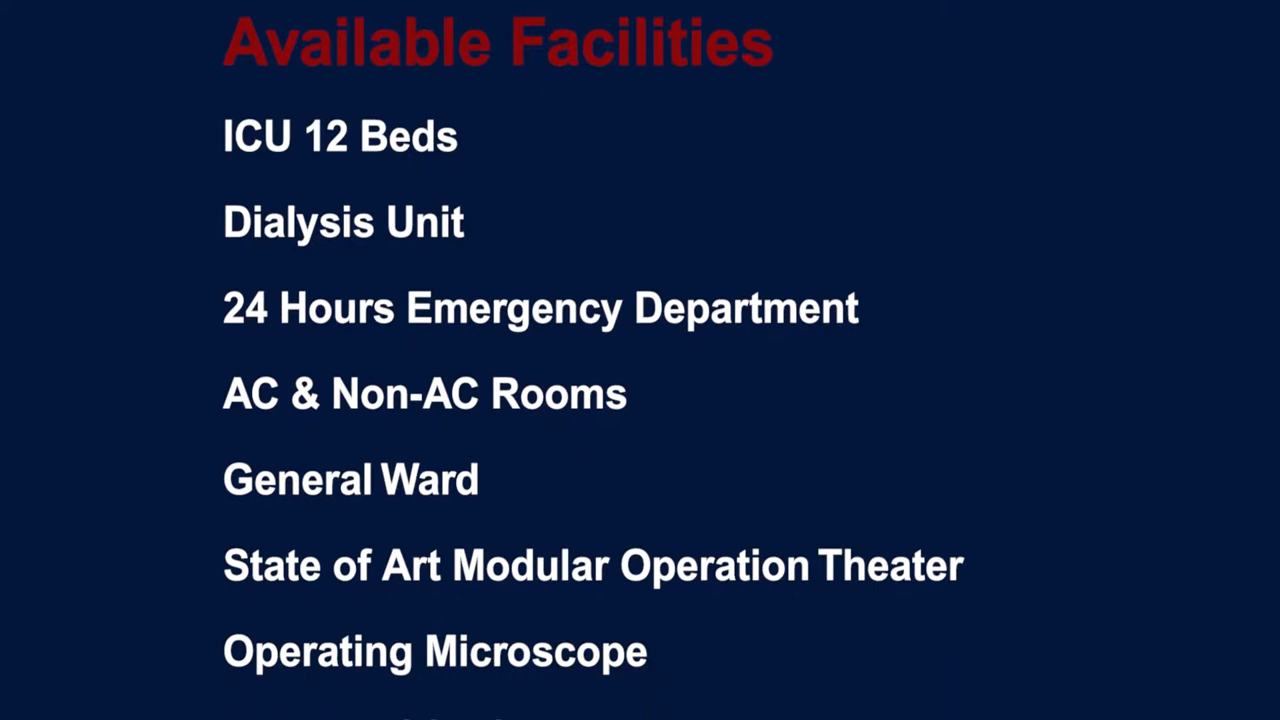 Available Facilities
ICU 12 Beds
Dialysis Unit
24 Hours Emergency Department
AC & Non-AC Rooms
General Ward
State of Art Modular Operation Theater
Operating Microscope